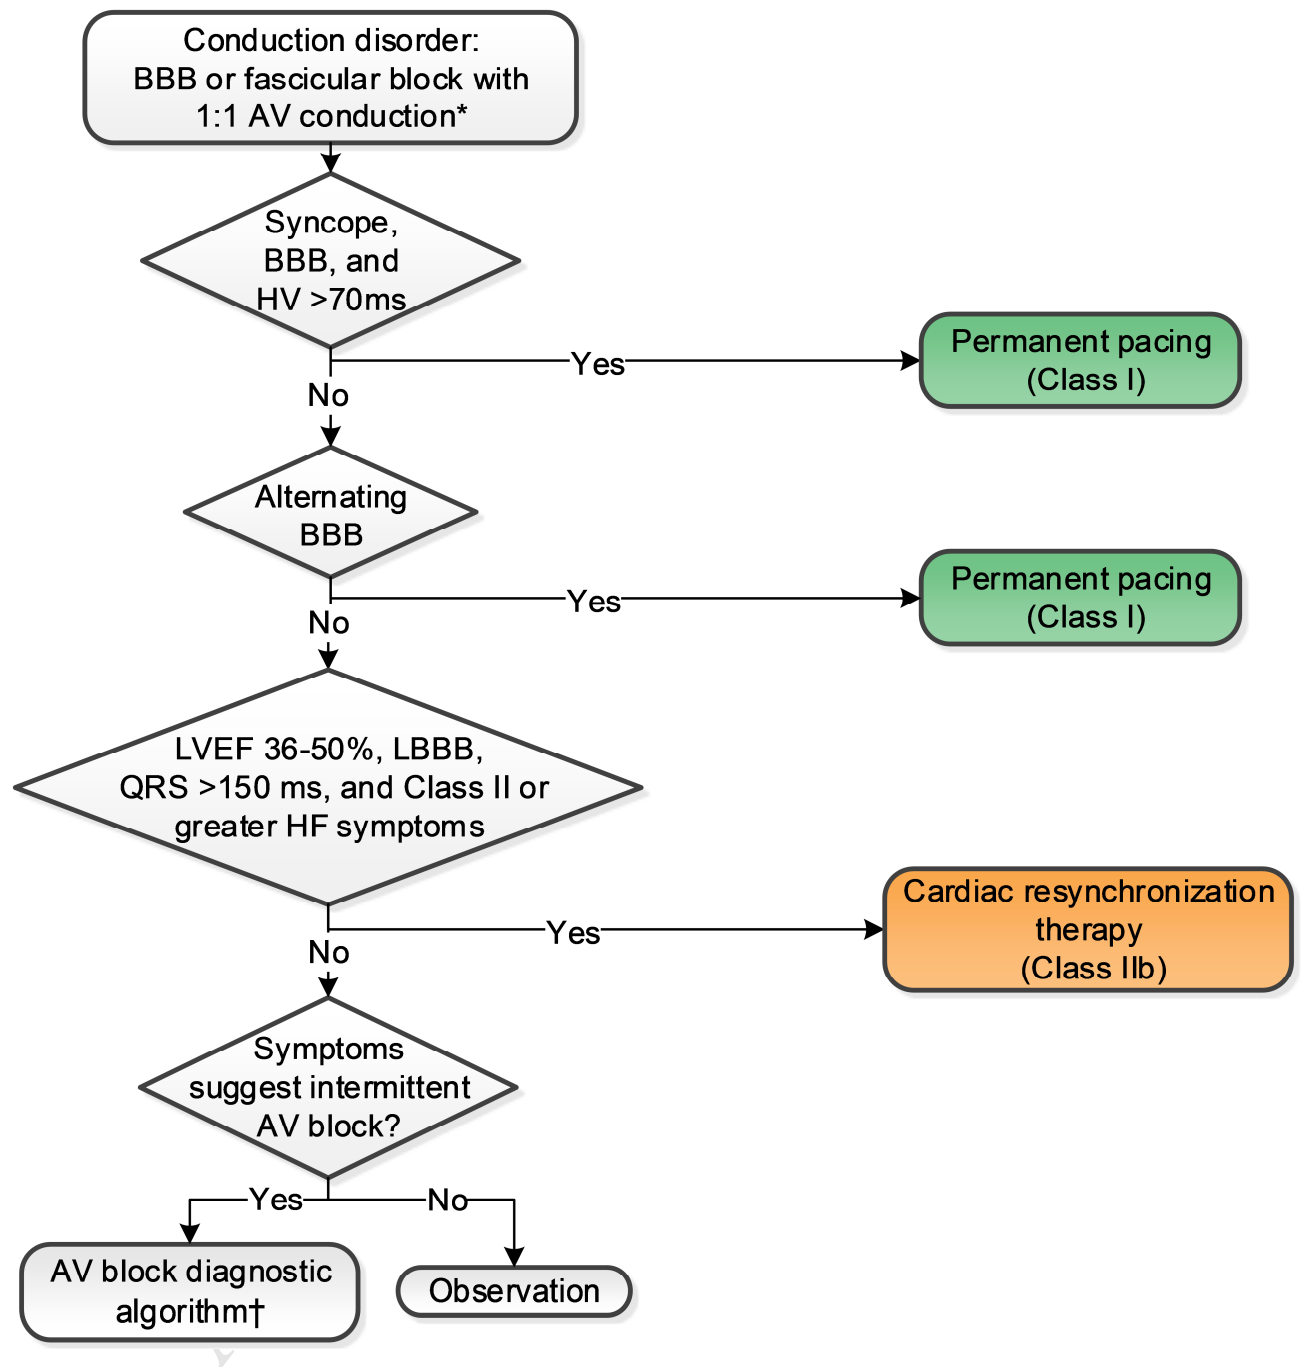 Conduction disorder:
BBB or fascicular block with
1:1 AV conduction*
Syncope,
BBB, and
HV >70ms
Yes
Permanent pacing
(Class I)
No
Alternating
BBB
Yes
Permanent pacing
(Class I)
No
LVEF 36-50%, LBBB,
QRS >150 ms, and Class II or
greater HF symptoms
Yes
Cardiac resynchronization
therapy
(Class IIb)
No
Symptoms
suggest intermittent
AV block?
Yes
No
AV block diagnostic
algorithm†
Observation